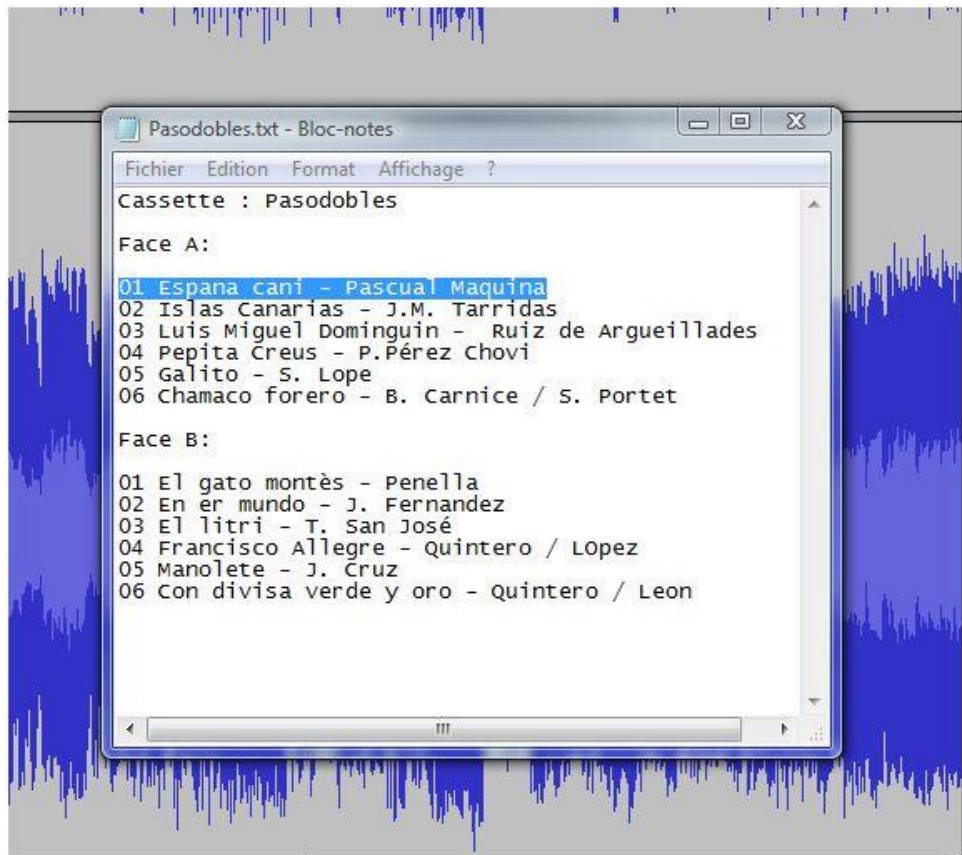 Pasodobles.txt - Bloc-notes
Fichier Edition Format Affichage ?
Cassette : Pasodobles
Face A:
01 Espana cani - Pascual Maquina
02 Islas Canarias - J.M. Tarridas
03 Luis Miguel Dominguin -  Ruiz de Argueillades
04 Pepita Creus - P.Pérez Chovi
05 Galito - S. Lope
06 Chamaco forero - B. Carnice / S. Portet
Face B:
01 El gato montès - Penella
02 En er mundo - J. Fernandez
03 El litri - T. San José
04 Francisco Allegre - Quintero / LOpez
05 Manolete - J. Cruz
06 Con divisa verde y oro - Quintero / Leon